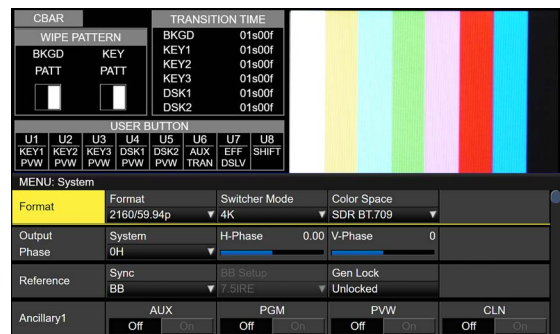 CBAR
TRANSITION TIME
WIPE PATTERN
BKGD KEY
PATT PATT
BKGD 01s00f
KEY1 01s00f
KEY2 01s00f
KEY3 01s00f
DSK1 01s00f
DSK2 01s00f
USER BUTTON
U1 U2 U3 U4 U5 U6 U7 U8
KEY1 KEY2 KEY3 DSK1 DSK2 AUX EFF SHIFT
PVW PVW PVW PVW PVW TRAN DSLV
MENU: System
Format Switcher Mode Color Space
Format 2160/59.94p 4K SDR BT.709
Output System H-Phase 0.00 V-Phase 0
Phase 0H
Sync BB Setup Gen Lock
Reference BB 7.5IRE Unlocked
AUX PGM PVW CLN
Ancillary1 Off On Off On Off On Off On